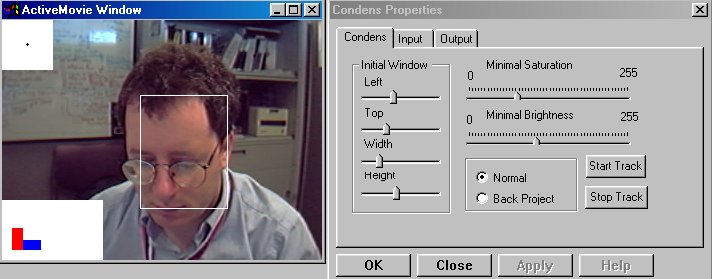 ActiveMovie Window
Condens Properties
Condens Input Output
Initial Window
Left
Top
Width
Height
Minimal Saturation
0 255
Minimal Brightness
0 255
Normal
Back Project
Start Track
Stop Track
OK Close Apply Help